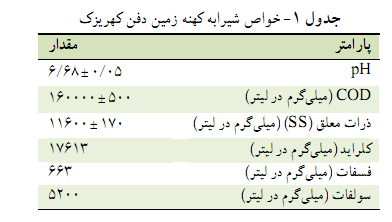 جدول ۱- خواص شیرابه کهنه زمین دفن کهریزک
پارامتر مقدار
pH ۶/۶۸±۰/۰۵
COD (میلی‌گرم در لیتر) ۱۶۰۰۰۰±۵۰۰
ذرات معلق (SS) (میلی‌گرم در لیتر) ۱۱۶۰۰±۱۷۰
کلراید (میلی‌گرم در لیتر) ۱۷۶۱۳
فسفات (میلی‌گرم در لیتر) ۶۶۳
سولفات (میلی‌گرم در لیتر) ۵۲۰۰